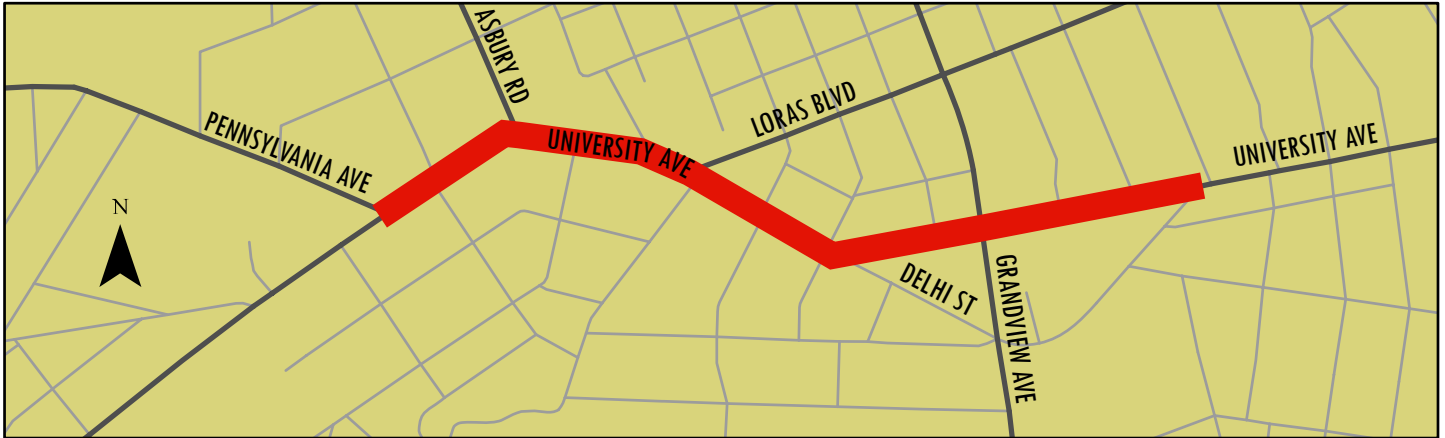 ASBURY RD
LORAS BLVD
PENNSYLVANIA AVE
UNIVERSITY AVE
UNIVERSITY AVE
N
DELHI ST
GRANDVIEW AVE